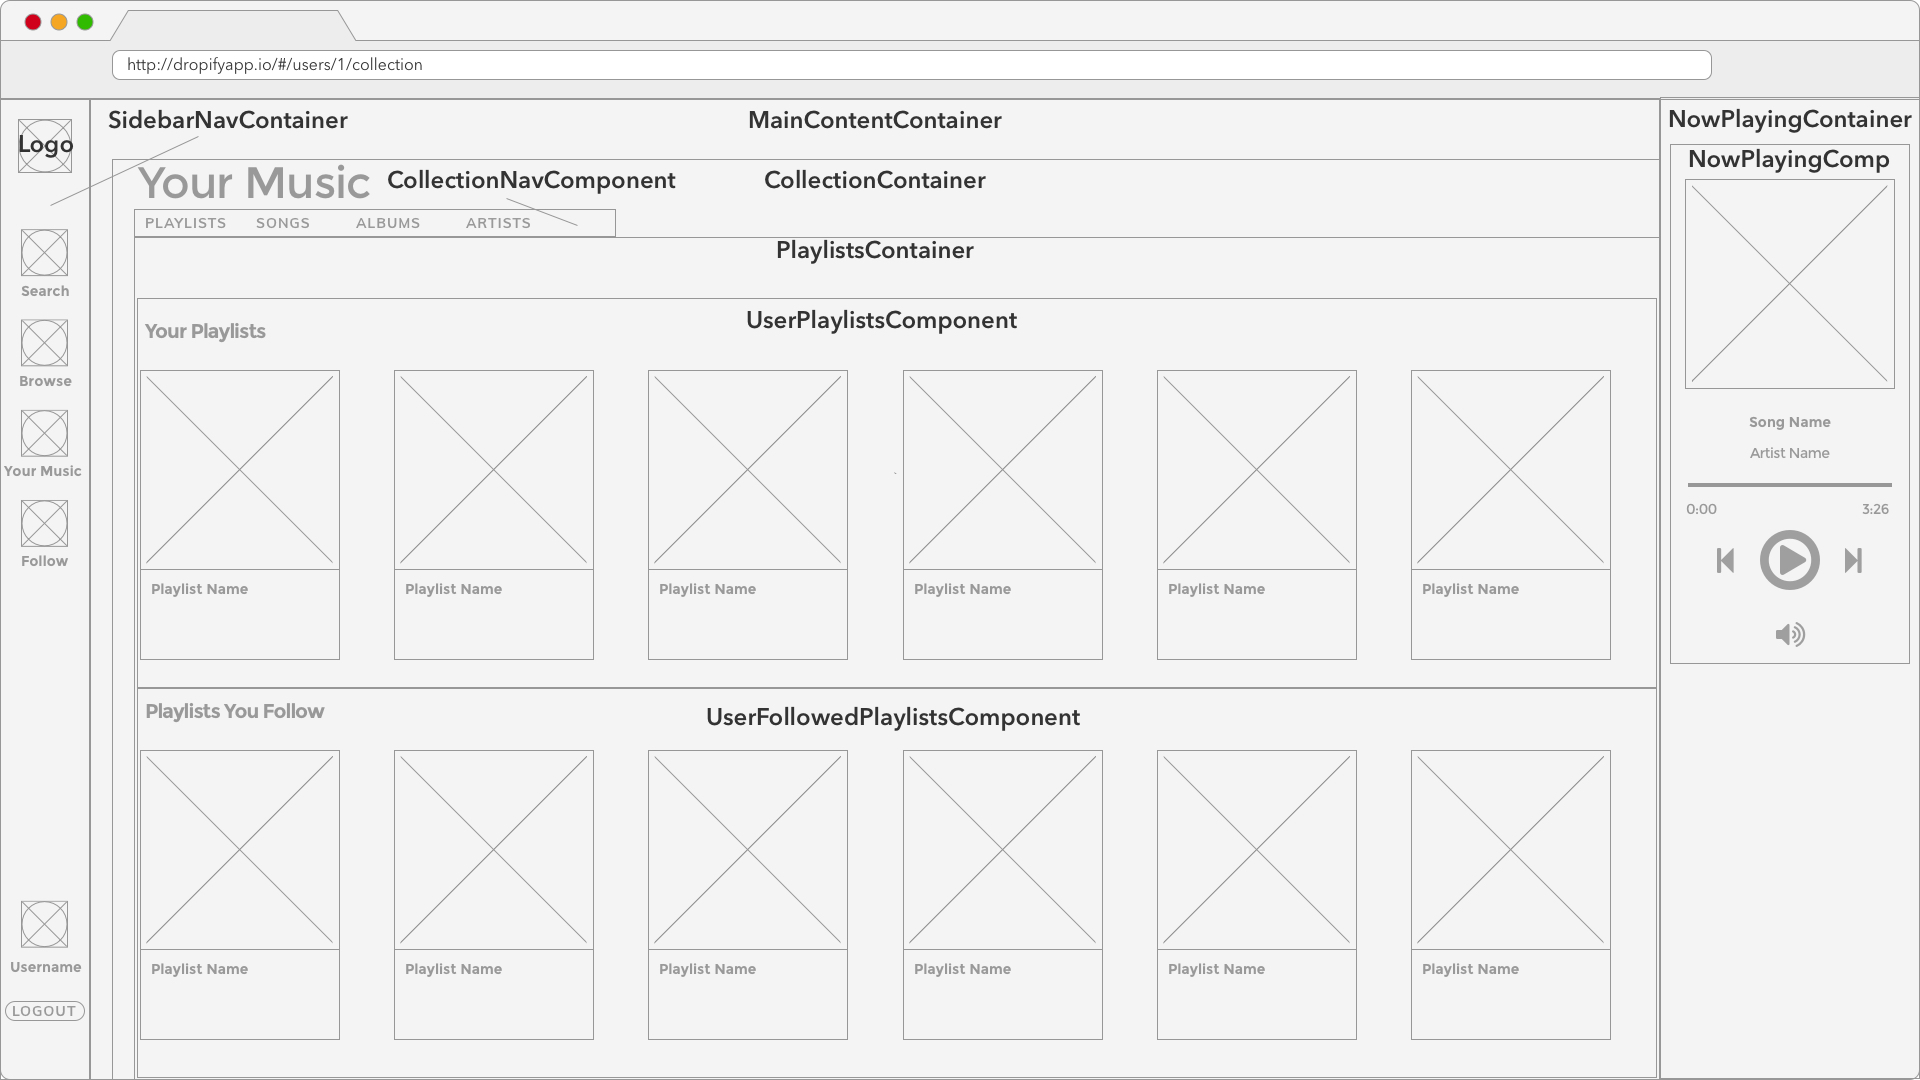 http://dropifyapp.io/#/users/1/collection
SidebarNavContainer
MainContentContainer
NowPlayingContainer
Logo
Your Music
CollectionNavComponent
CollectionContainer
NowPlayingComp
PLAYLISTS SONGS ALBUMS ARTISTS
PlaylistsContainer
Search
Browse
Your Music
Follow
Username
LOGOUT
Your Playlists
UserPlaylistsComponent
Playlist Name Playlist Name Playlist Name Playlist Name Playlist Name Playlist Name
Playlists You Follow
UserFollowedPlaylistsComponent
Playlist Name Playlist Name Playlist Name Playlist Name Playlist Name Playlist Name
Song Name
Artist Name
0:00 3:26